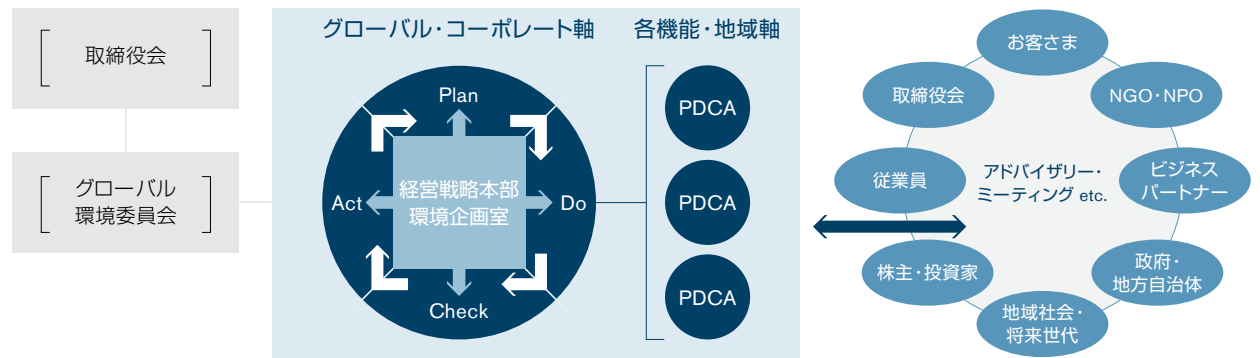 取締役会
グローバル
環境委員会
グローバル・コーポレート軸
各機能・地域軸
Plan
Act
経営戦略本部
環境企画室
Do
Check
PDCA
PDCA
PDCA
お客さま
取締役会
NGO・NPO
従業員
アドバイザリー・
ミーティング etc.
ビジネス
パートナー
株主・投資家
政府・
地方自治体
地域社会・
将来世代